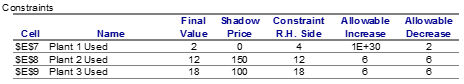 Constraints
Final Shadow Constraint Allowable Allowable
Cell Name Value Price R.H. Side Increase Decrease
$E$7 Plant 1 Used 2 0 4 1E+30 2
$E$8 Plant 2 Used 12 150 12 6 6
$E$9 Plant 3 Used 18 100 18 6 6